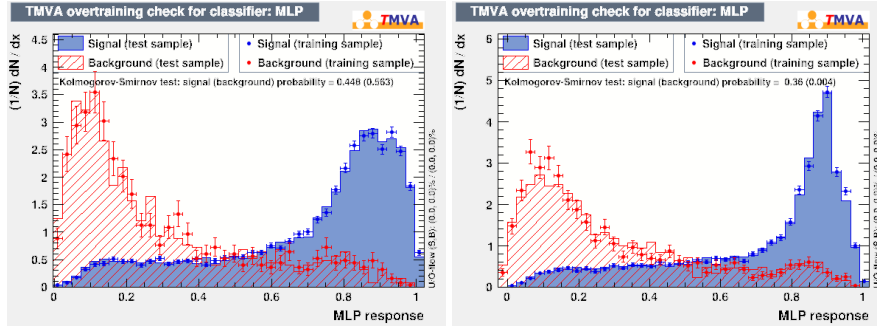 TMVA overtraining check for classifier: MLP
TMVA
Signal (test sample)
Signal (training sample)
Background (test sample)
Background (training sample)
Kolmogorov-Smirnov test: signal (background) probability = 0.448 (0.563)
(1/N) dN / dx
4.5
4
3.5
3
2.5
2
1.5
1
0.5
0
0 0.2 0.4 0.6 0.8 1
MLP response
U/O-flow (S,B): (0.0, 0.0)% / (0.0, 0.0)%
TMVA overtraining check for classifier: MLP
TMVA
Signal (test sample)
Signal (training sample)
Background (test sample)
Background (training sample)
Kolmogorov-Smirnov test: signal (background) probability = 0.36 (0.004)
(1/N) dN / dx
6
5
4
3
2
1
0
0 0.2 0.4 0.6 0.8 1
MLP response
U/O-flow (S,B): (0.0, 0.0)% / (0.0, 0.0)%